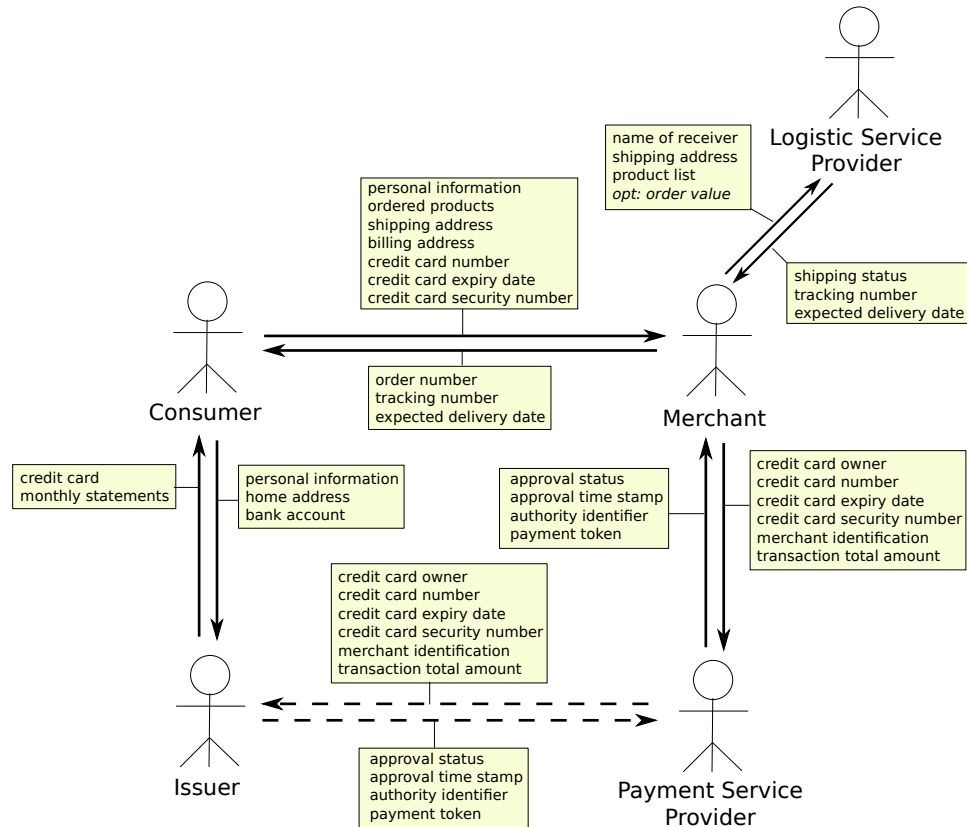 name of receiver
shipping address
product list
opt: order value
Logistic Service
Provider
personal information
ordered products
shipping address
billing address
credit card number
credit card expiry date
credit card security number
shipping status
tracking number
expected delivery date
order number
tracking number
expected delivery date
Consumer
Merchant
credit card
monthly statements
personal information
home address
bank account
approval status
approval time stamp
authority identifier
payment token
credit card owner
credit card number
credit card expiry date
credit card security number
merchant identification
transaction total amount
credit card owner
credit card number
credit card expiry date
credit card security number
merchant identification
transaction total amount
approval status
approval time stamp
authority identifier
payment token
Issuer
Payment Service
Provider